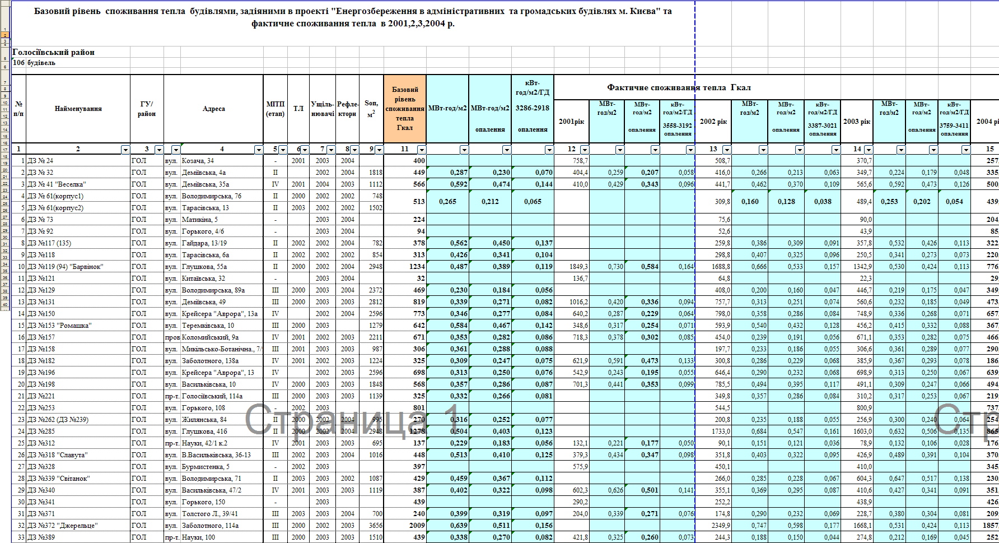 Базовий рівень споживання тепла будівлями, задіяними в проекті "Енергозбереження в адміністративних та громадських будівлях м. Києва" та
фактичне споживання тепла в 2001,2,3,2004 р.
Голосіївський район
106 будівель
№ п/п Найменування ГУ/ район Адреса МІТП (етап) ТЛ Ущіль-нювачі Рефле-ктори Sоп, м2 Базовий рівень споживання тепла Гкал МВт-год/м2 МВт-год/м2 опалення кВт-год/м2/ГД 3286-2918 опалення Фактичне споживання тепла Гкал
2001рік МВт-год/м2 МВт-год/м2 опалення кВт-год/м2/ГД 3558-3192 опалення 2002 рік МВт-год/м2 МВт-год/м2 опалення кВт-год/м2/ГД 3387-3021 опалення 2003 рік МВт-год/м2 МВт-год/м2 опалення кВт-год/м2/ГД 3759-3411 опалення 2004 рі
1 2 3 4 5 6 7 8 9 11 12 13 14 15
1 ДЗ № 24 ГОЛ вул. Козача, 34 - 2001 2003 2004 400 758,7 508,7 370,7 257,
2 ДЗ № 32 ГОЛ вул. Деміївська, 4а II 2002 2004 1818 449 0,287 0,230 0,070 404,4 0,259 0,207 0,058 416,0 0,266 0,213 0,063 349,7 0,224 0,179 0,048 335,
3 ДЗ № 41 "Веселка" ГОЛ вул. Деміївська, 35а IV 2001 2004 2003 1112 566 0,592 0,474 0,144 410,0 0,429 0,343 0,096 441,7 0,462 0,370 0,109 565,6 0,592 0,473 0,126 500,
4 ДЗ № 61(корпус1) ГОЛ вул. Володимирська, 76 II 2000 2002 2002 748 513 0,265 0,212 0,065 309,8 0,160 0,128 0,038 489,4 0,253 0,202 0,054 439,
5 ДЗ № 61(корпус2) ГОЛ вул. Тарасівська, 13 II 2003 2002 2002 1502
6 ДЗ № 73 ГОЛ вул. Матикіна, 5 - 2003 2004 224 75,6 90,0 204,
7 ДЗ № 92 ГОЛ вул. Горького, 4/6 - 2003 2004 94 52,6 43,9 85,
8 ДЗ №117 (135) ГОЛ вул. Гайдара, 13/19 II 2002 2002 2004 782 378 0,562 0,450 0,137 259,8 0,386 0,309 0,091 357,8 0,532 0,426 0,113 322,
9 ДЗ №118 ГОЛ вул. Тарасівська, 6а II 2002 2002 2002 854 313 0,426 0,341 0,104 298,8 0,407 0,325 0,096 250,5 0,341 0,273 0,073 220,
10 ДЗ №119 (94) "Барвінок" ГОЛ вул. Глушкова, 55а II 2000 2002 2004 2948 1234 0,487 0,389 0,119 1849,3 0,730 0,584 0,164 1688,8 0,666 0,533 0,157 1342,9 0,530 0,424 0,113 776,
11 ДЗ №121 ГОЛ вул. Китаївська, 32 - 2003 2004 32 136,7 64,8 22,3 29,
12 ДЗ №129 ГОЛ вул. Володимирська, 89а III 2000 2003 2004 2372 469 0,230 0,184 0,056 408,0 0,200 0,160 0,047 446,7 0,219 0,175 0,047 349,
13 ДЗ №131 ГОЛ вул. Деміївська, 49 III 2000 2003 2003 2812 819 0,339 0,271 0,082 1016,2 0,420 0,336 0,094 757,7 0,313 0,251 0,074 560,6 0,232 0,185 0,049 473,
14 ДЗ №150 ГОЛ вул. Крейсера "Аврора", 13а IV 2002 2004 2596 773 0,346 0,277 0,084 640,2 0,287 0,229 0,064 798,0 0,358 0,286 0,084 748,9 0,336 0,268 0,071 657,
15 ДЗ №153 "Ромашка" ГОЛ вул. Теремківська, 10 III 2000 2003 1279 642 0,584 0,467 0,142 348,6 0,317 0,254 0,071 593,9 0,540 0,432 0,128 456,2 0,415 0,332 0,088 367,
16 ДЗ №157 ГОЛ пров Коломийський, 9а IV 2001 2002 2003 2211 671 0,353 0,282 0,086 718,3 0,378 0,302 0,085 454,0 0,239 0,191 0,056 671,1 0,353 0,282 0,075 466,
17 ДЗ №158 ГОЛ вул. Микільсько-Ботанічна., 7/ III 2001 2003 2003 987 306 0,361 0,288 0,088 197,7 0,233 0,186 0,055 306,6 0,361 0,289 0,077 290,
18 ДЗ №182 ГОЛ вул. Заболотного, 138а IV 2001 2002 2003 1224 325 0,309 0,247 0,075 621,9 0,591 0,473 0,133 300,8 0,286 0,229 0,068 385,9 0,367 0,293 0,078 186,
19 ДЗ №196 ГОЛ вул. Крейсера "Аврора", 13 IV 2002 2003 2596 698 0,313 0,250 0,076 542,9 0,243 0,195 0,055 646,4 0,290 0,232 0,068 698,9 0,313 0,250 0,067 639,
20 ДЗ №198 ГОЛ вул. Васильківська, 10 IV 2000 2003 2003 1848 568 0,357 0,286 0,087 701,3 0,441 0,353 0,099 785,5 0,494 0,395 0,117 491,1 0,309 0,247 0,066 494,
21 ДЗ №221 ГОЛ пр-т. Голосіївський, 114а III 2000 2003 2003 1139 325 0,332 0,266 0,081 349,8 0,357 0,286 0,084 310,2 0,317 0,253 0,067 219,
22 ДЗ №253 ГОЛ вул. Горького, 108 - 2002 2003 801 544,5 800,9 737,
23 ДЗ №262 (ДЗ №239) ГОЛ вул. Жилянська, 84 II 2000 2002 2004 995 270 0,316 0,252 0,077 200,8 0,235 0,188 0,055 256,9 0,300 0,240 0,064 254,
24 ДЗ №285 ГОЛ вул. Глушкова, 41б II 2000 2002 2004 2948 1278 0,504 0,403 0,123 1733,0 0,684 0,547 0,161 1603,0 0,632 0,506 0,135 865,
25 ДЗ №312 ГОЛ пр-т. Науки, 42/1 к.2 IV 2001 2003 2003 695 137 0,229 0,183 0,056 132,1 0,221 0,177 0,050 90,1 0,151 0,121 0,036 78,9 0,132 0,106 0,028 176,
26 ДЗ №318 "Славута" ГОЛ вул. В.Васильківська, 36-13 III 2002 2003 2004 1016 448 0,513 0,410 0,125 379,3 0,434 0,347 0,098 351,8 0,403 0,322 0,095 426,9 0,489 0,391 0,104 370,
27 ДЗ №328 ГОЛ вул. Бурмистенка, 5 - 2002 2003 397 575,9 450,1 410,0 345,
28 ДЗ №339 "Світанок" ГОЛ вул. Володимирська, 71 II 2003 2003 2002 1087 429 0,459 0,367 0,112 266,0 0,285 0,228 0,067 604,3 0,647 0,517 0,138 230,
29 ДЗ №340 ГОЛ вул. Васильківська, 47/2 IV 2001 2003 2003 1119 387 0,402 0,322 0,098 602,3 0,626 0,501 0,141 355,1 0,369 0,295 0,087 410,6 0,427 0,341 0,091 351,
30 ДЗ №341 ГОЛ вул. Горького, 150 - 2003 439 290,2 252,2 438,9 426,
31 ДЗ №371 ГОЛ вул. Толстого Л., 39/41 III 2003 2003 2004 700 240 0,399 0,319 0,097 204,0 0,339 0,271 0,076 174,8 0,290 0,232 0,069 228,7 0,380 0,304 0,081 209,
32 ДЗ №372 "Джерельце" ГОЛ вул. Заболотного, 114а III 2000 2002 2003 3656 2009 0,639 0,511 0,156 2349,9 0,747 0,598 0,177 1668,1 0,531 0,424 0,113 1857,
33 ДЗ №389 ГОЛ пр-т. Науки, 100 III 2000 2003 2003 1510 439 0,338 0,270 0,082 421,8 0,325 0,260 0,073 244,3 0,188 0,150 0,044 274,8 0,212 0,169 0,045 252,
Страница 1
Стр